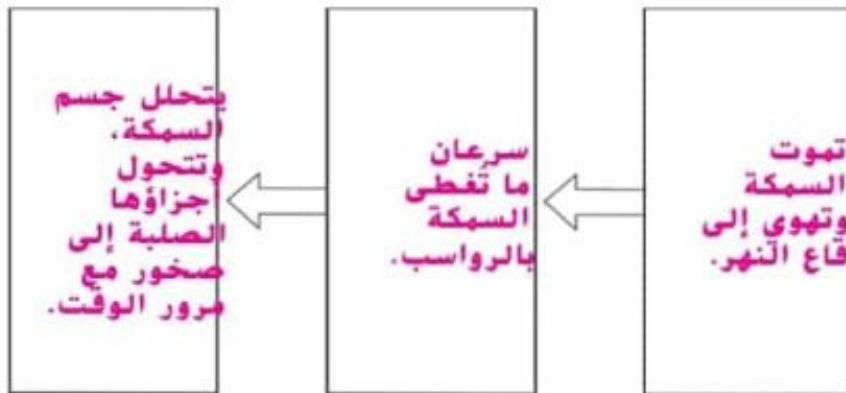 تموت
السمكة
وتهوي إلى
قاع النهر.
سرعان
ما تُغطى
السمكة
بالرواسب.
يتحلل جسم
السمكة،
وتتحول
أجزاؤها
الصلبة إلى
صخور مع
مرور الوقت.